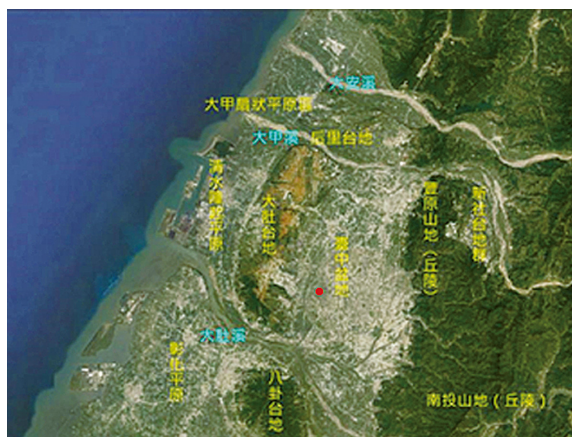 大安溪
大甲扇狀平原區
大甲溪
后里台地
清水隆起平原
大肚台地
臺中盆地
豐原山地（丘陵）
新社台地群
大肚溪
彰化平原
八卦台地
南投山地（丘陵）